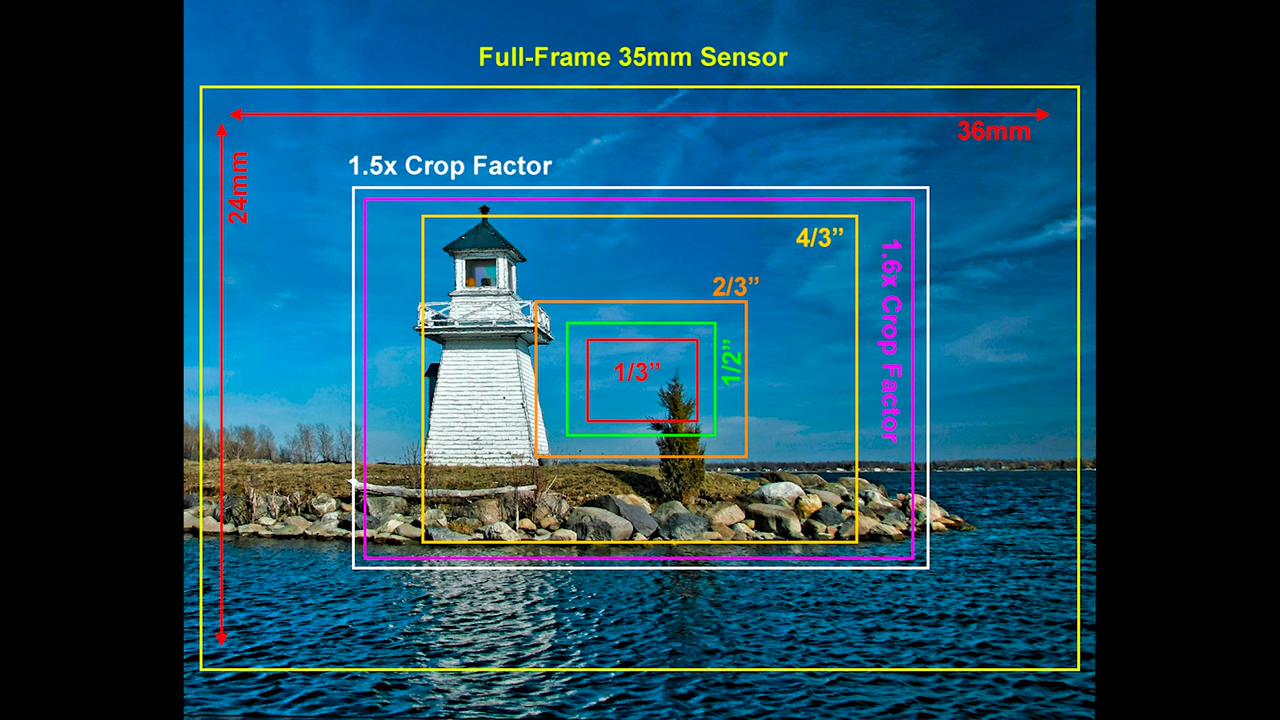 Full-Frame 35mm Sensor
36mm
24mm
1.5x Crop Factor
4/3”
1.6x Crop Factor
2/3”
1/2”
1/3”